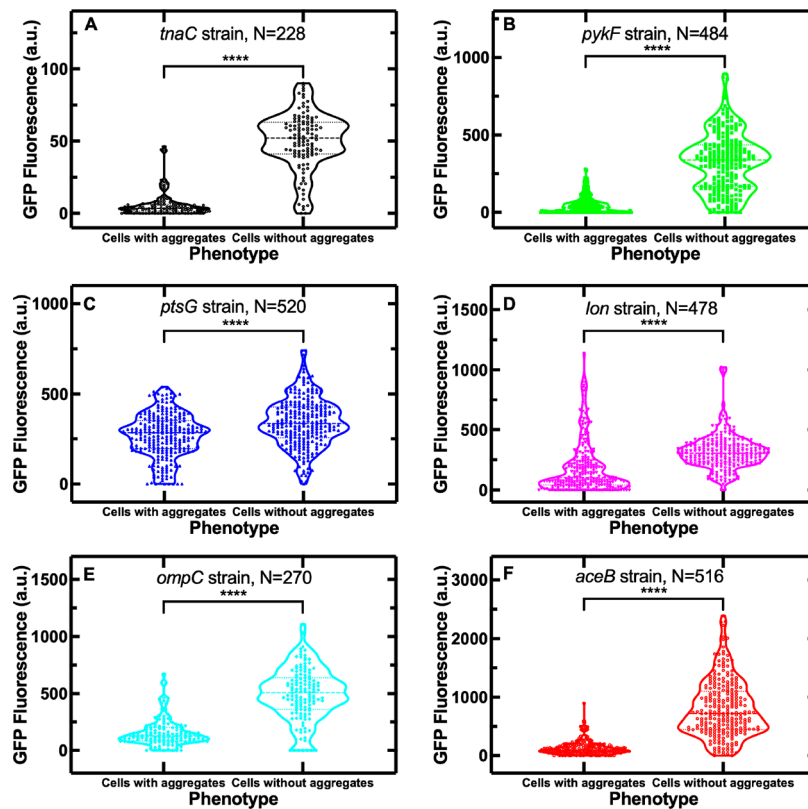 A
tnaC strain, N=228
****
GFP Fluorescence (a.u.)
100
50
0
Cells with aggregates Cells without aggregates
Phenotype
B
pykF strain, N=484
****
GFP Fluorescence (a.u.)
1000
500
0
Cells with aggregates Cells without aggregates
Phenotype
C
ptsG strain, N=520
****
GFP Fluorescence (a.u.)
1000
500
0
Cells with aggregates Cells without aggregates
Phenotype
D
lon strain, N=478
****
GFP Fluorescence (a.u.)
1500
1000
500
250
0
Cells with aggregates Cells without aggregates
Phenotype
E
ompC strain, N=270
****
GFP Fluorescence (a.u.)
1500
1000
500
0
Cells with aggregates Cells without aggregates
Phenotype
F
aceB strain, N=516
****
GFP Fluorescence (a.u.)
3000
2000
1000
0
Cells with aggregates Cells without aggregates
Phenotype